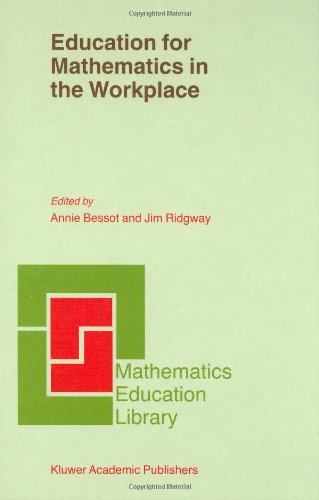 Education for
Mathematics in
the Workplace
Edited by
Annie Bessot and Jim Ridgway
Mathematics
Education
Library
Kluwer Academic Publishers